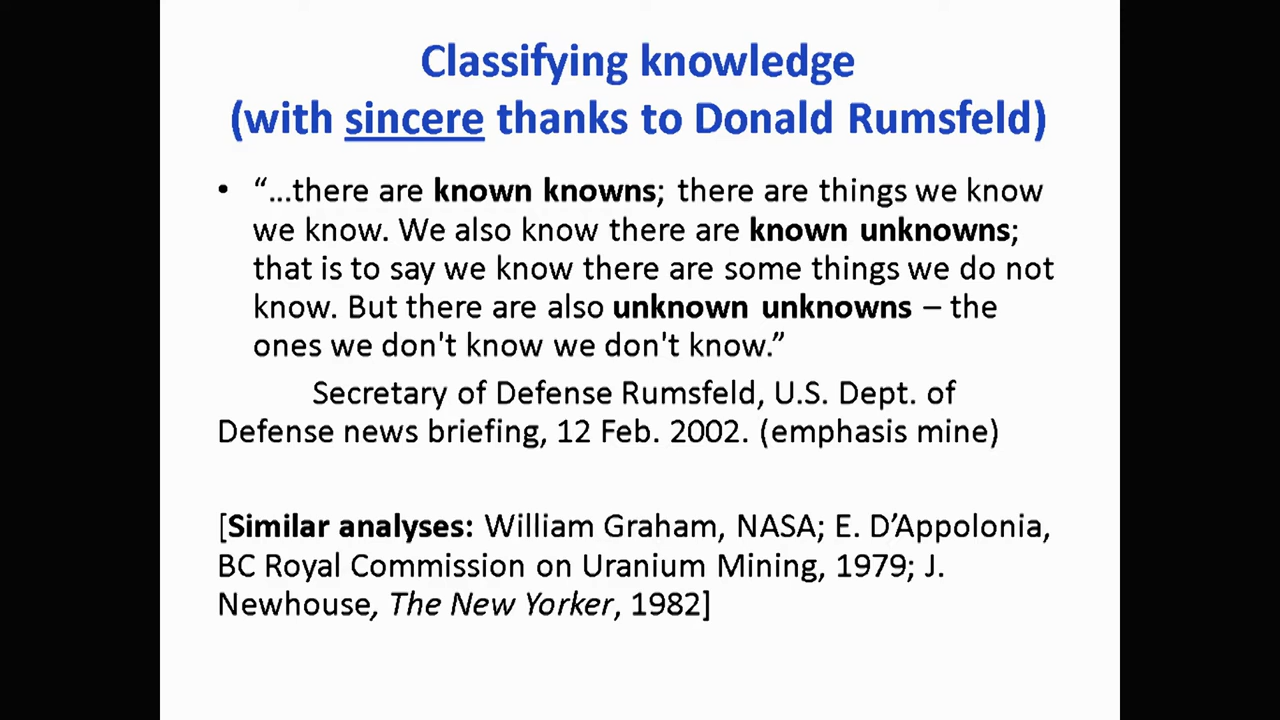 Classifying knowledge
(with sincere thanks to Donald Rumsfeld)
• “...there are known knowns; there are things we know
we know. We also know there are known unknowns;
that is to say we know there are some things we do not
know. But there are also unknown unknowns – the
ones we don't know we don't know.”
Secretary of Defense Rumsfeld, U.S. Dept. of
Defense news briefing, 12 Feb. 2002. (emphasis mine)
[Similar analyses: William Graham, NASA; E. D’Appolonia,
BC Royal Commission on Uranium Mining, 1979; J.
Newhouse, The New Yorker, 1982]